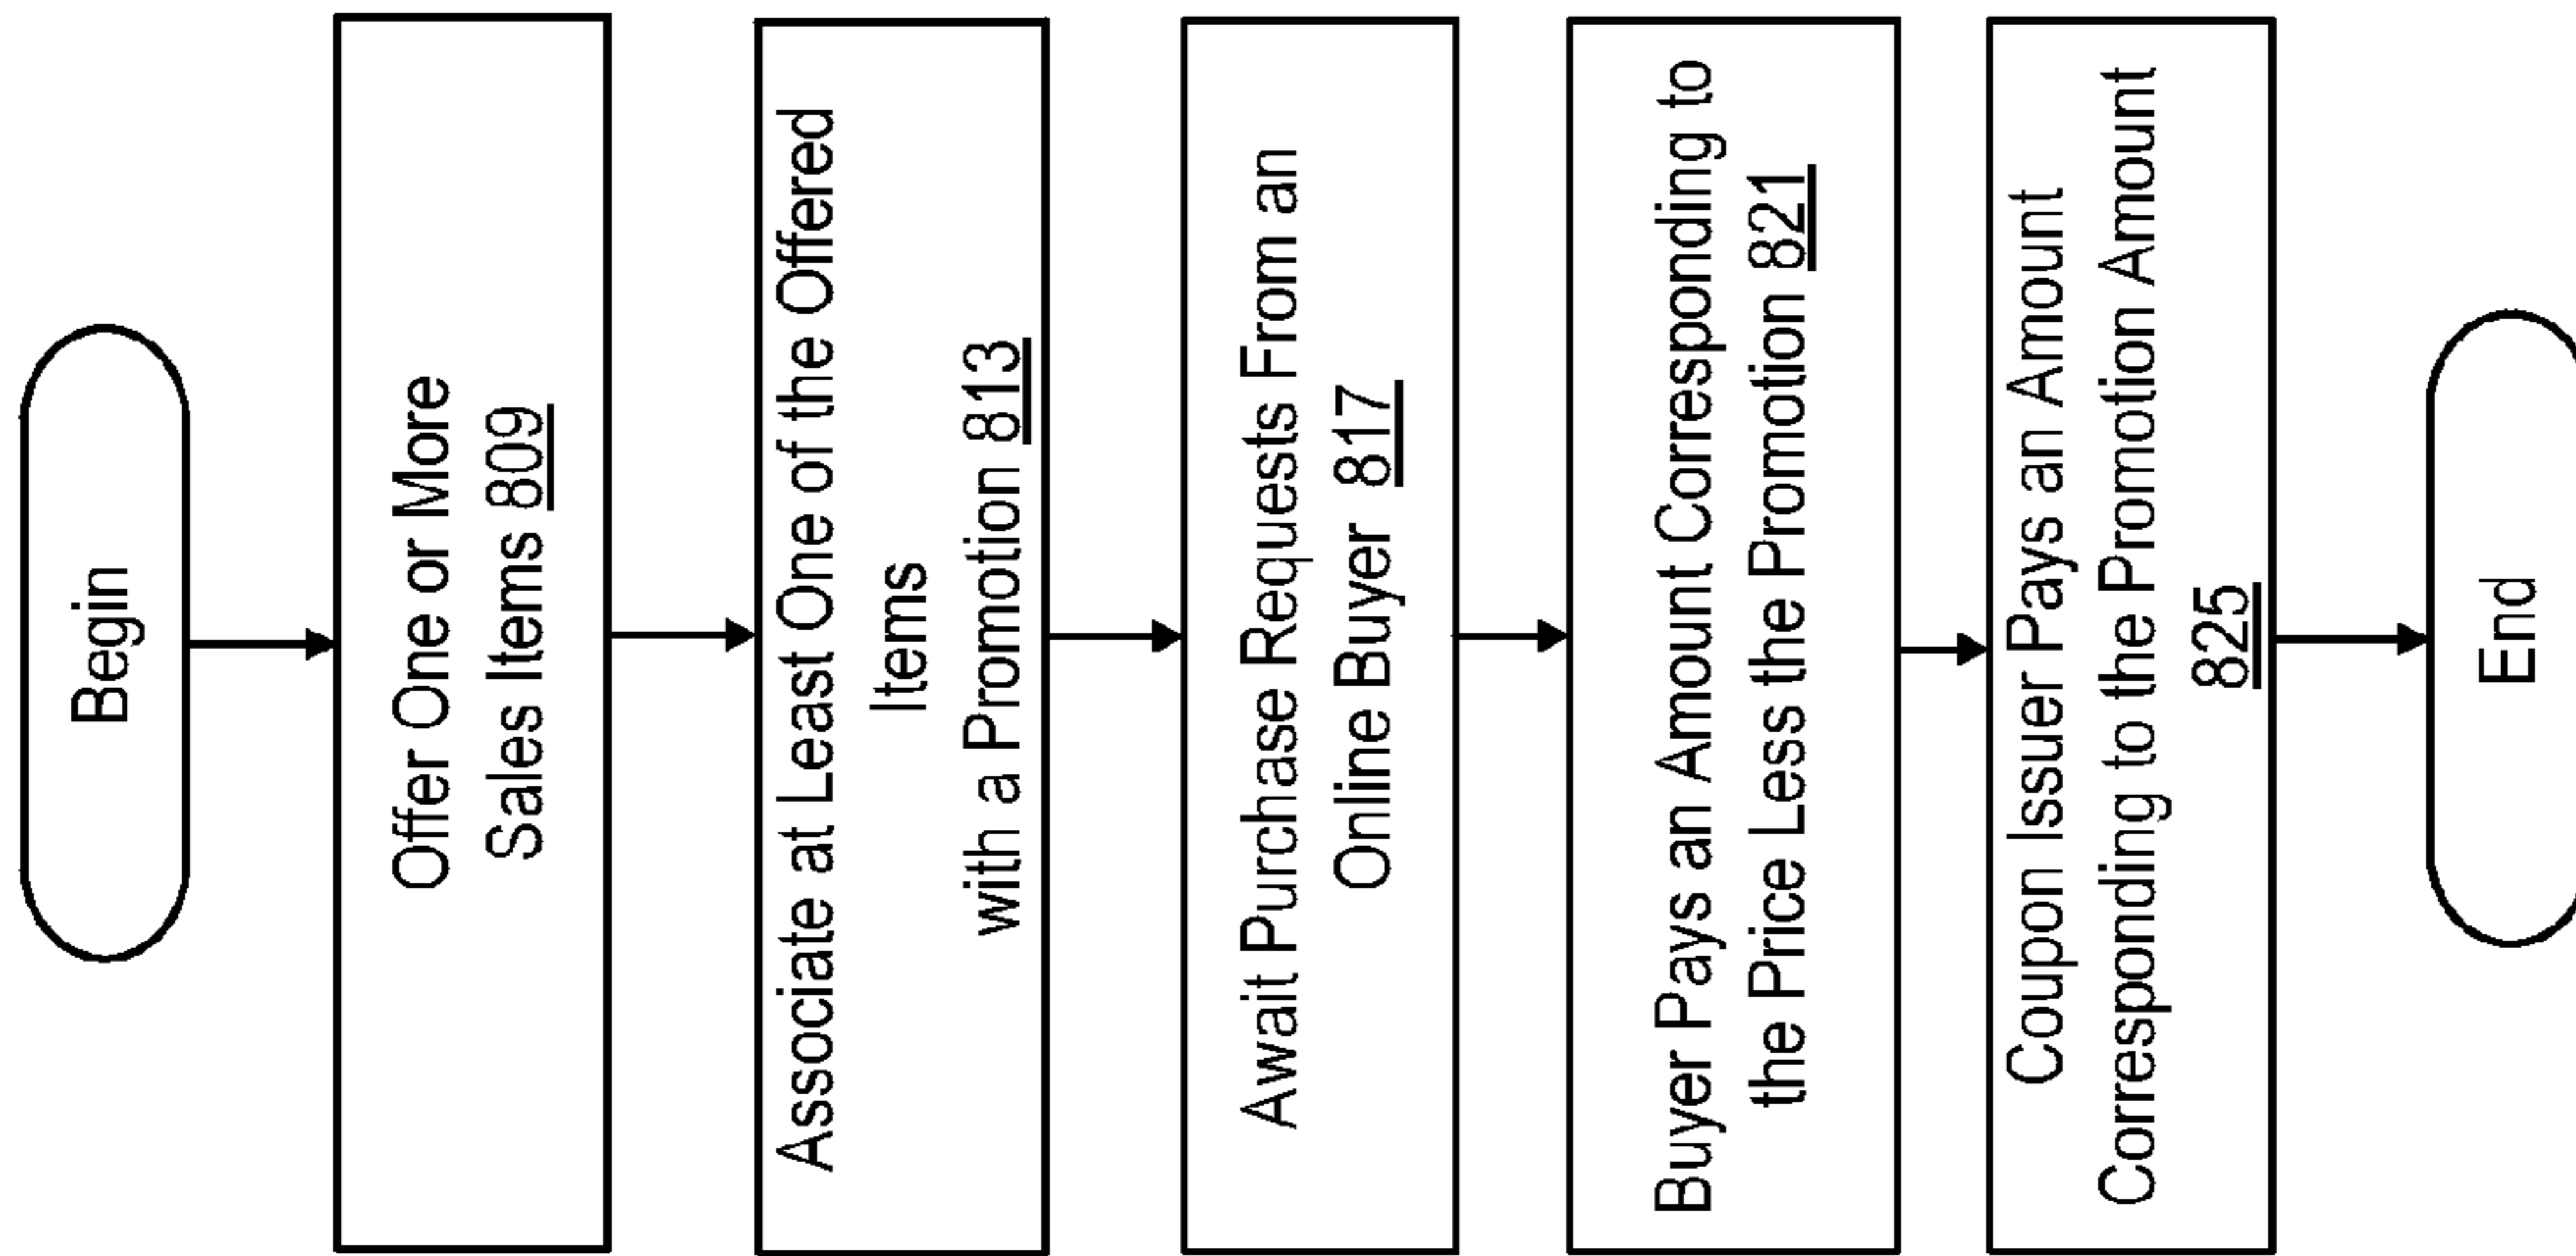 Begin
Offer One or More
Sales Items 809
Associate at Least One of the Offered
Items
with a Promotion 813
Await Purchase Requests From an
Online Buyer 817
Buyer Pays an Amount Corresponding to
the Price Less the Promotion 821
Coupon Issuer Pays an Amount
Corresponding to the Promotion Amount
825
End